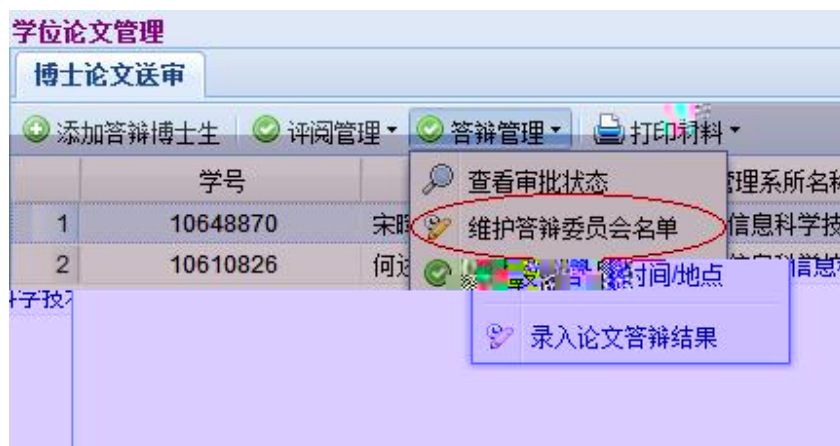 学位论文管理
博士论文送审
添加答辩博士生 评阅管理 答辩管理 打印材料
学号 查看审批状态 管理系所名称
1 10648870 宋 维护答辩委员会名单 信息科学技
2 10610826 何 时间/地点 信息
录入论文答辩结果